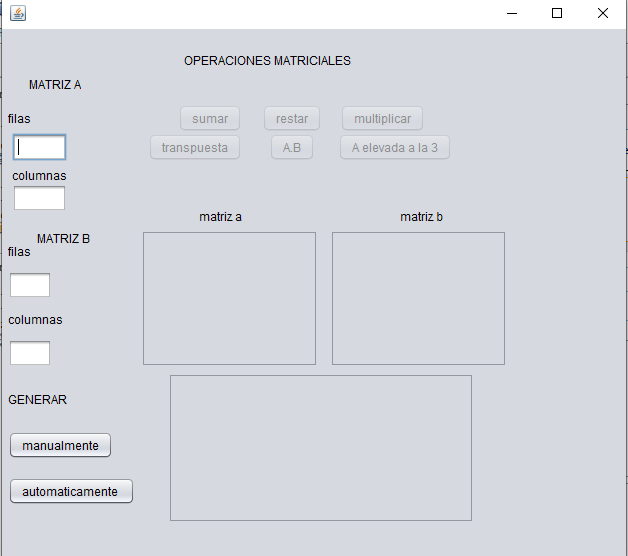 OPERACIONES MATRICIALES
MATRIZ A
filas
sumar restar multiplicar
transpuesta A.B A elevada a la 3
columnas
matriz a matriz b
MATRIZ B
filas
columnas
GENERAR
manualmente
automaticamente